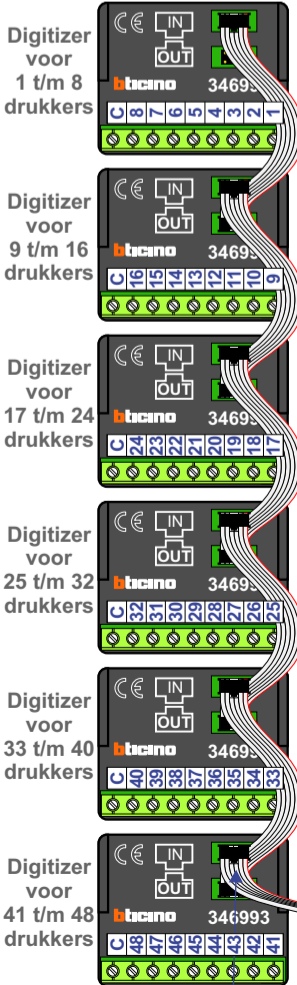 Digitizer
voor
1 t/m 8
drukkers
CE IN
OUT
bticino 34699
C 8 7 6 5 4 3 2 1
Digitizer
voor
9 t/m 16
drukkers
CE IN
OUT
bticino 34699
C 16 15 14 13 12 11 10 9
Digitizer
voor
17 t/m 24
drukkers
CE IN
OUT
bticino 34699
C 24 23 22 21 20 19 18 17
Digitizer
voor
25 t/m 32
drukkers
CE IN
OUT
bticino 34699
C 32 31 30 29 28 27 26 25
Digitizer
voor
33 t/m 40
drukkers
CE IN
OUT
bticino 34699
C 40 39 38 37 36 35 34 33
Digitizer
voor
41 t/m 48
drukkers
CE IN
OUT
bticino 346993
C 48 47 46 45 44 43 42 41